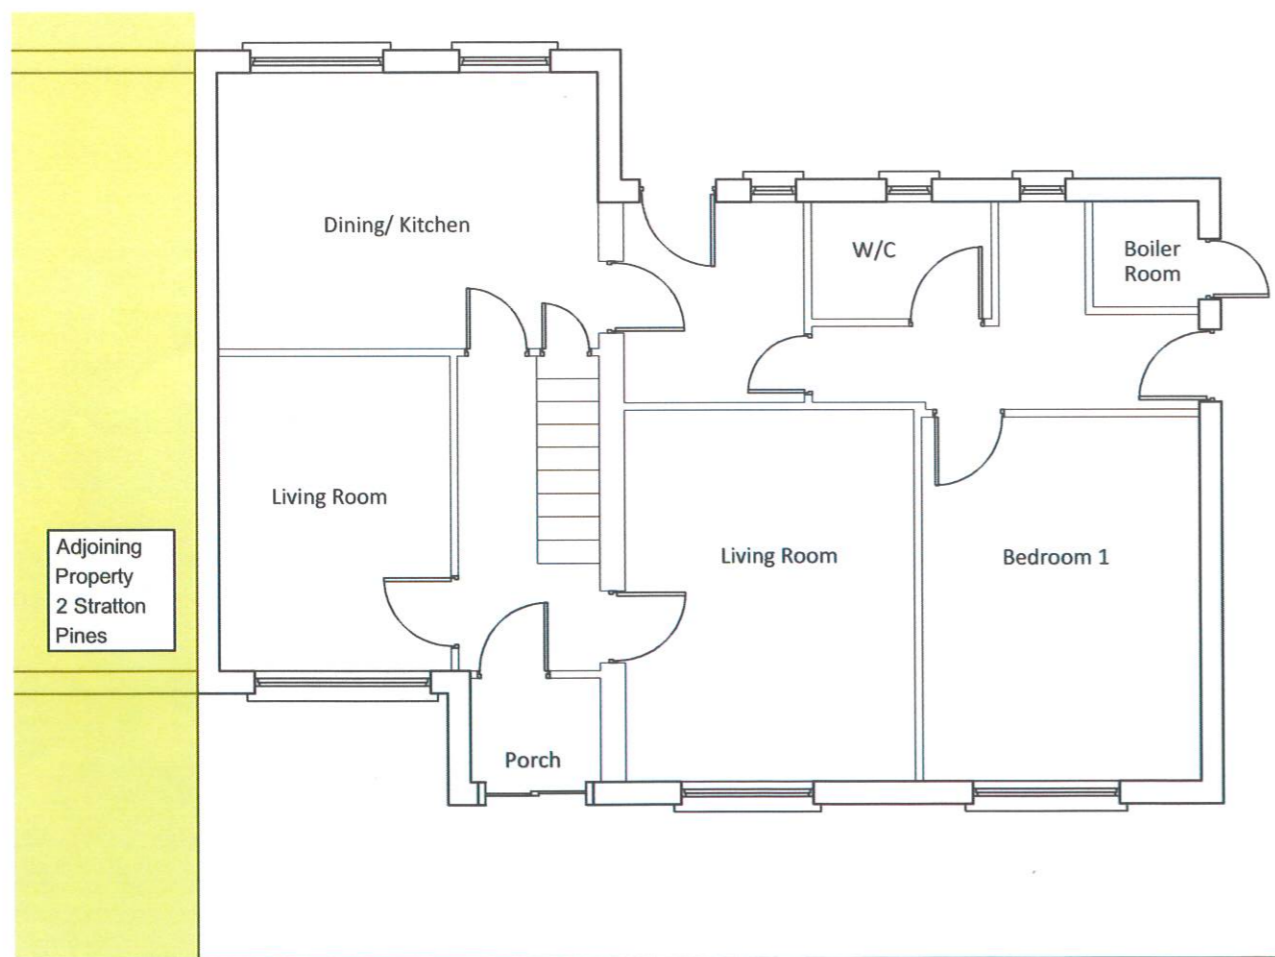 Dining/ Kitchen
W/C
Boiler
Room
Living Room
Living Room
Bedroom 1
Adjoining
Property
2 Stratton
Pines
Porch